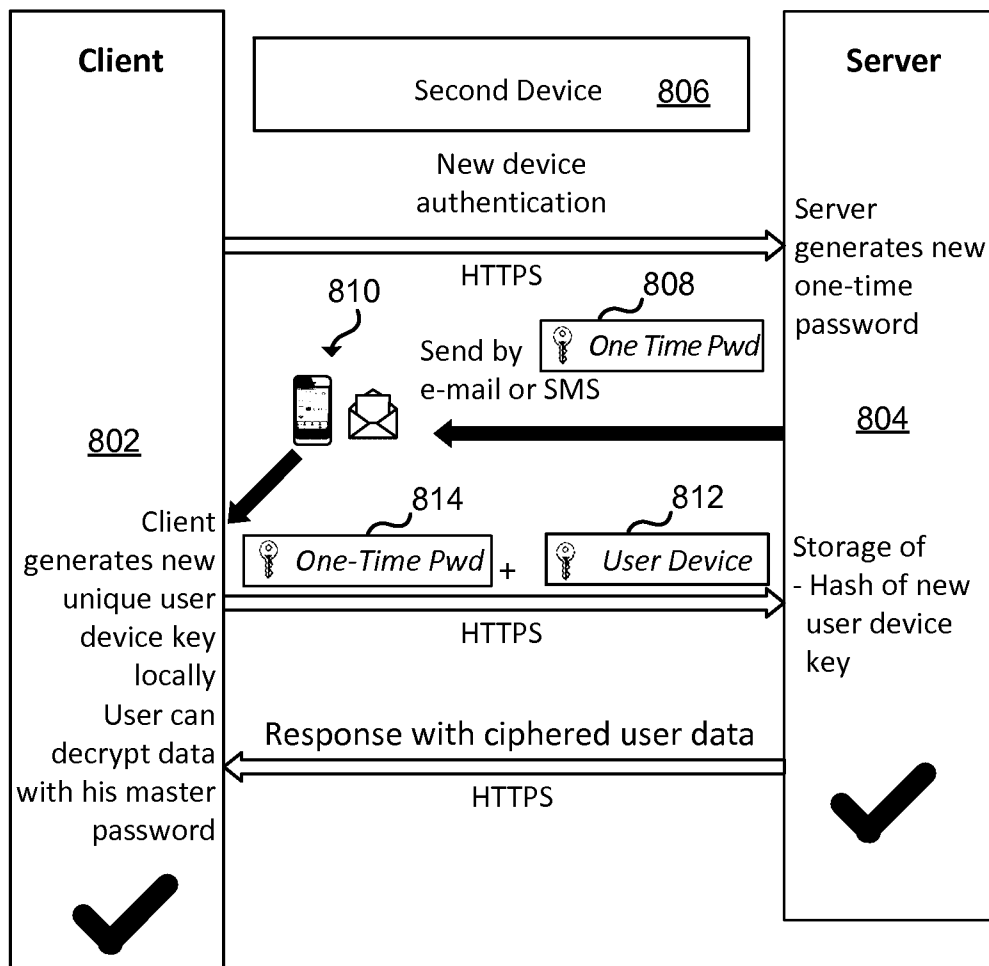 Client
Server
Second Device 806
New device
authentication
HTTPS
Server
generates new
one-time
password
810
808
One Time Pwd
Send by
e-mail or SMS
802
804
Client
generates new
unique user
device key
locally
814
One-Time Pwd
+
812
User Device
HTTPS
Storage of
- Hash of new
user device
key
Response with ciphered user data
HTTPS
User can
decrypt data
with his master
password